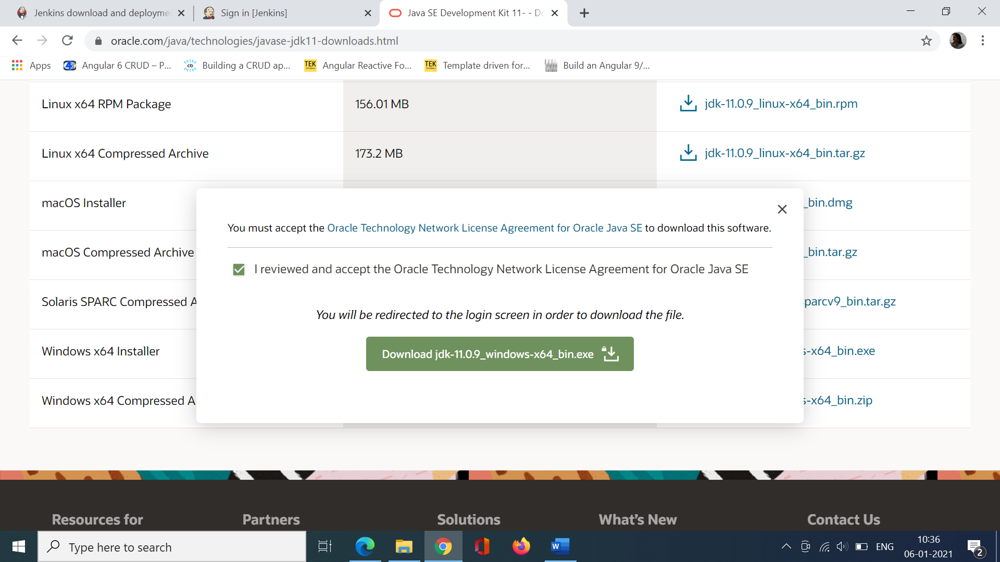 Jenkins download and deployme
Sign in [Jenkins]
Java SE Development Kit 11- - Do
oracle.com/java/technologies/javase-jdk11-downloads.html
Apps
Angular 6 CRUD – P...
cb
Building a CRUD ap...
TEK
Angular Reactive Fo...
TEK
Template driven for...
Build an Angular 9/...
Linux x64 RPM Package
156.01 MB
jdk-11.0.9_linux-x64_bin.rpm
Linux x64 Compressed Archive
173.2 MB
jdk-11.0.9_linux-x64_bin.tar.gz
macOS Installer
_bin.dmg
You must accept the Oracle Technology Network License Agreement for Oracle Java SE to download this software.
macOS Compressed Archive
_bin.tar.gz
I reviewed and accept the Oracle Technology Network License Agreement for Oracle Java SE
Solaris SPARC Compressed A
parcv9_bin.tar.gz
You will be redirected to the login screen in order to download the file.
Windows x64 Installer
s-x64_bin.exe
Download jdk-11.0.9_windows-x64_bin.exe
Windows x64 Compressed A
s-x64_bin.zip
Resources for
Partners
Solutions
What's New
Contact Us
Type here to search
W
ENG
10:36
06-01-2021
2